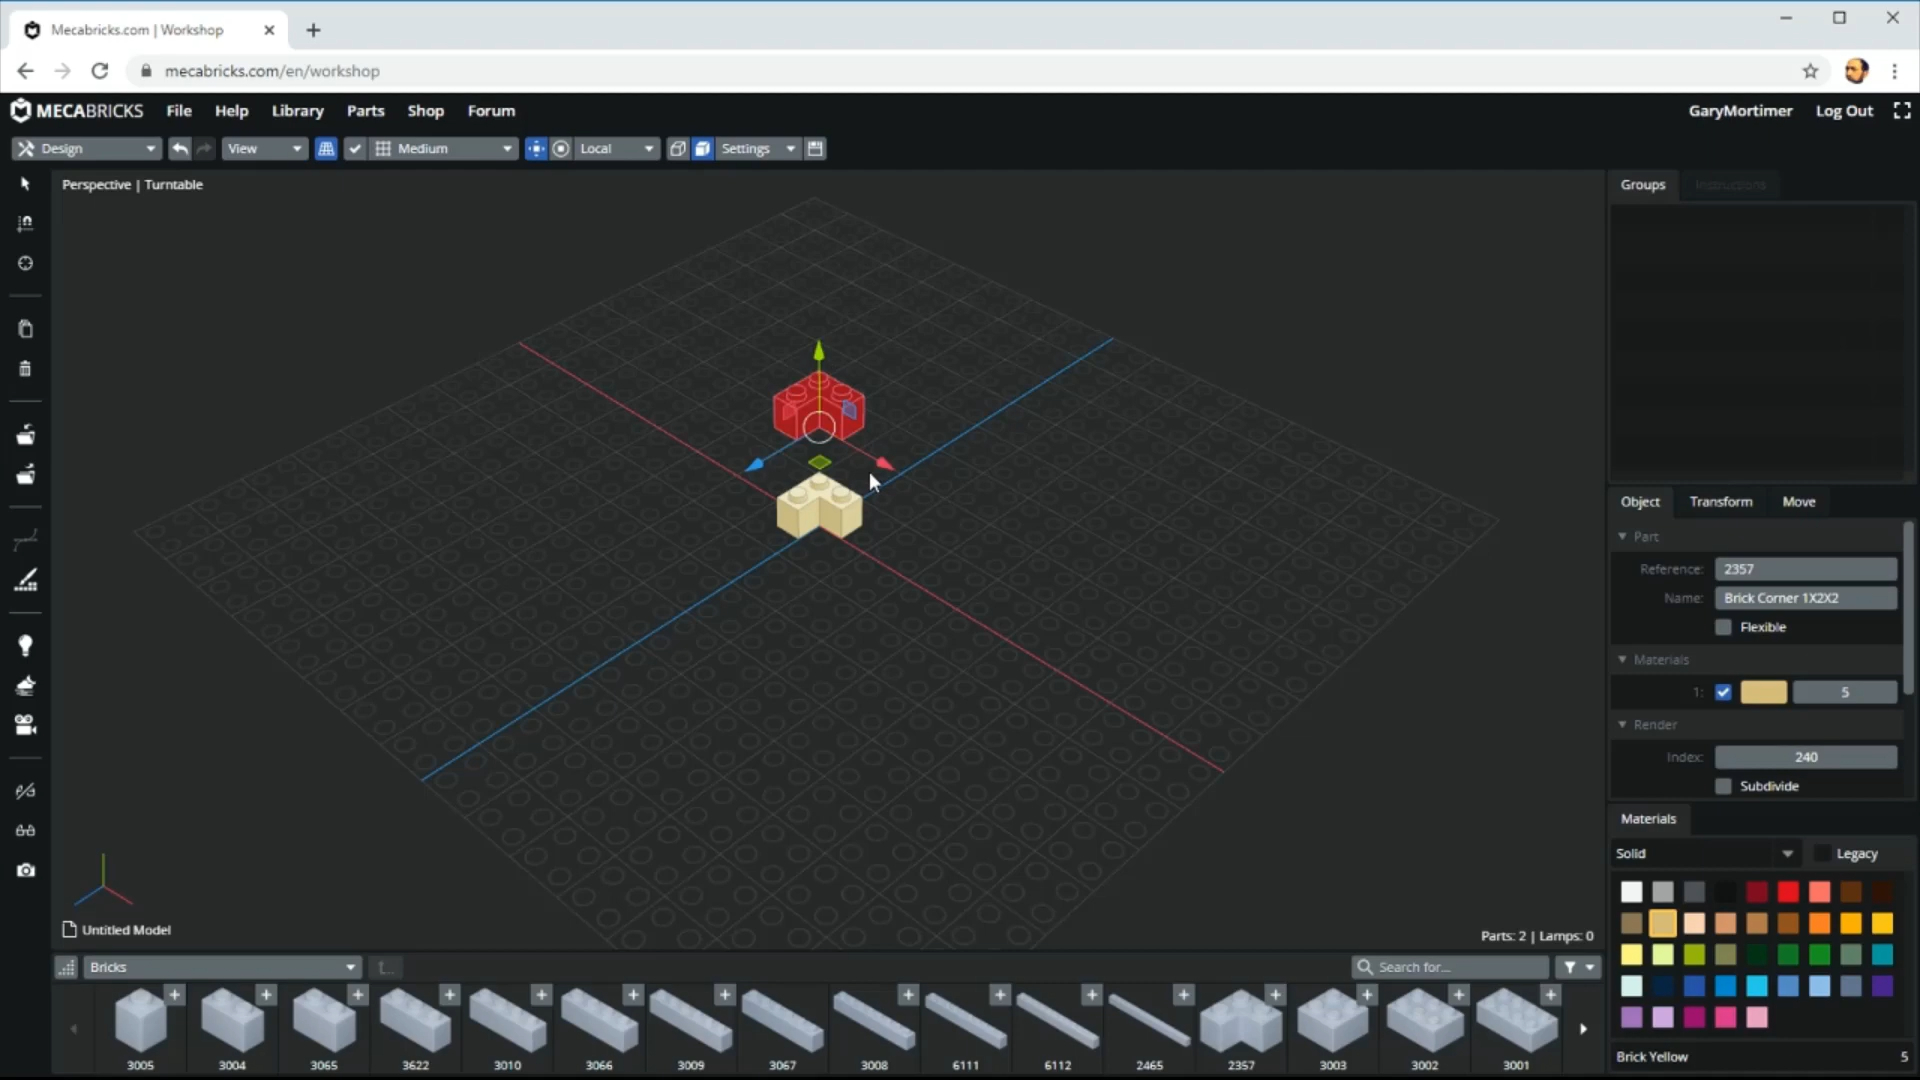 Mecabricks.com | Workshop
mecabricks.com/en/workshop
MECABRICKS File Help Library Parts Shop Forum GaryMortimer Log Out
Design View Medium Local Settings
Perspective | Turntable
Groups Instructions
Object Transform Move
Part
Reference: 2357
Name: Brick Corner 1X2X2
Flexible
Materials
1: 5
Render
Index: 240
Subdivide
Materials
Solid Legacy
Untitled Model
Parts: 2 | Lamps: 0
Bricks Search for...
3005 3004 3065 3622 3010 3066 3009 3067 3008 6111 6112 2465 2357 3003 3002 3001
Brick Yellow 5